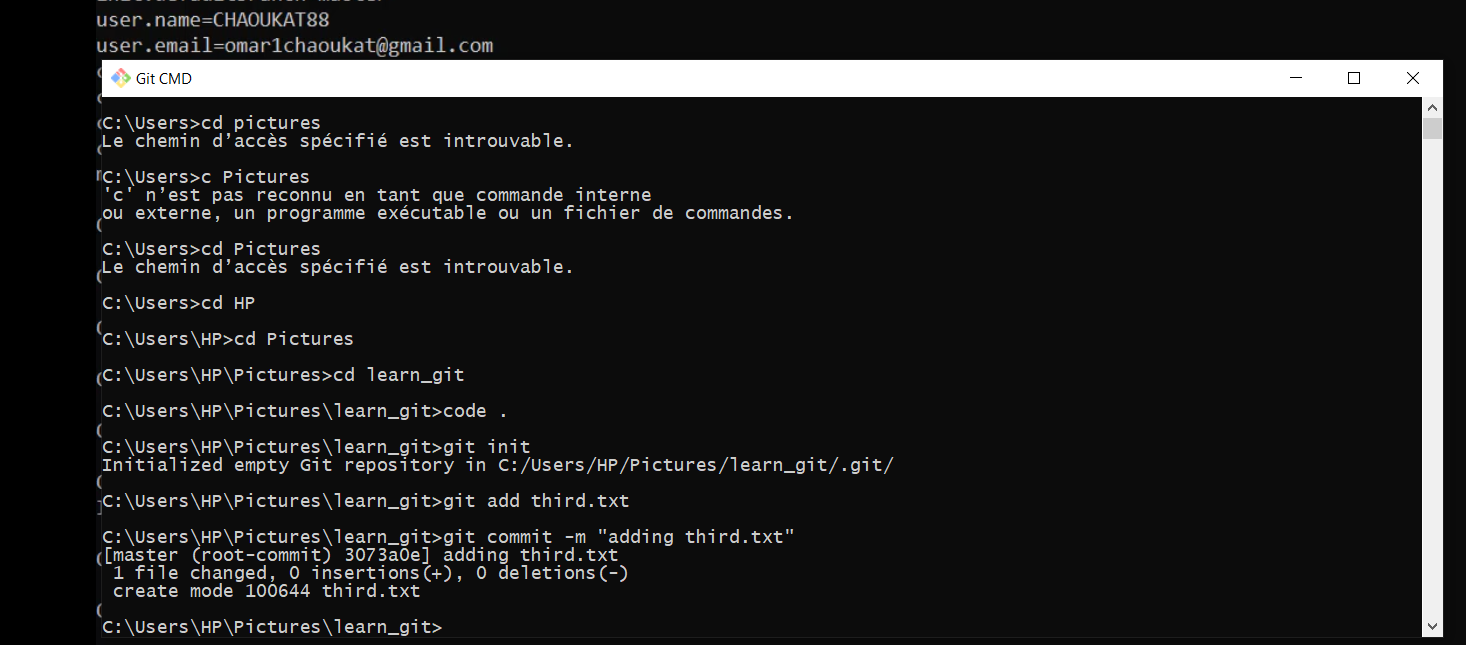 user.name=CHAOUKAT88
user.email=omar1chaoukat@gmail.com
Git CMD
C:\Users>cd pictures
Le chemin d’accès spécifié est introuvable.
C:\Users>c Pictures
'c' n’est pas reconnu en tant que commande interne
ou externe, un programme exécutable ou un fichier de commandes.
C:\Users>cd Pictures
Le chemin d’accès spécifié est introuvable.
C:\Users>cd HP
C:\Users\HP>cd Pictures
C:\Users\HP\Pictures>cd learn_git
C:\Users\HP\Pictures\learn_git>code .
C:\Users\HP\Pictures\learn_git>git init
Initialized empty Git repository in C:/Users/HP/Pictures/learn_git/.git/
C:\Users\HP\Pictures\learn_git>git add third.txt
C:\Users\HP\Pictures\learn_git>git commit -m "adding third.txt"
[master (root-commit) 3073a0e] adding third.txt
 1 file changed, 0 insertions(+), 0 deletions(-)
 create mode 100644 third.txt
C:\Users\HP\Pictures\learn_git>